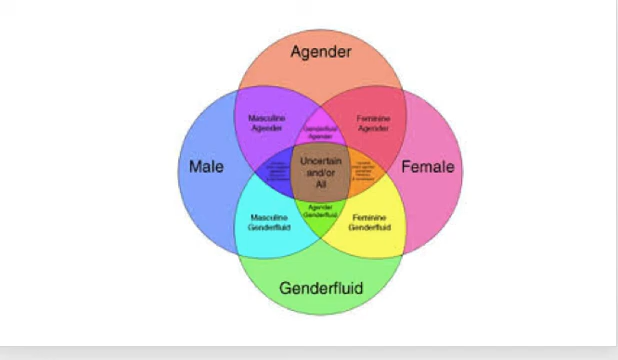 Agender
Masculine
Agender
Feminine
Agender
Genderfluid
Agender
Male
Uncertain
and/or
All
Female
Masculine
Genderfluid
Agender
Genderfluid
Feminine
Genderfluid
Genderfluid